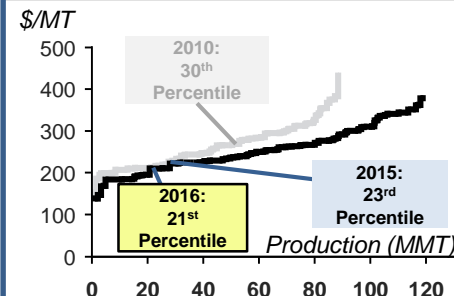 $/MT
500
400
300
200
100
0
2010:
30th
Percentile
2015:
23rd
Percentile
2016:
21st
Percentile
Production (MMT)
0 20 40 60 80 100 120